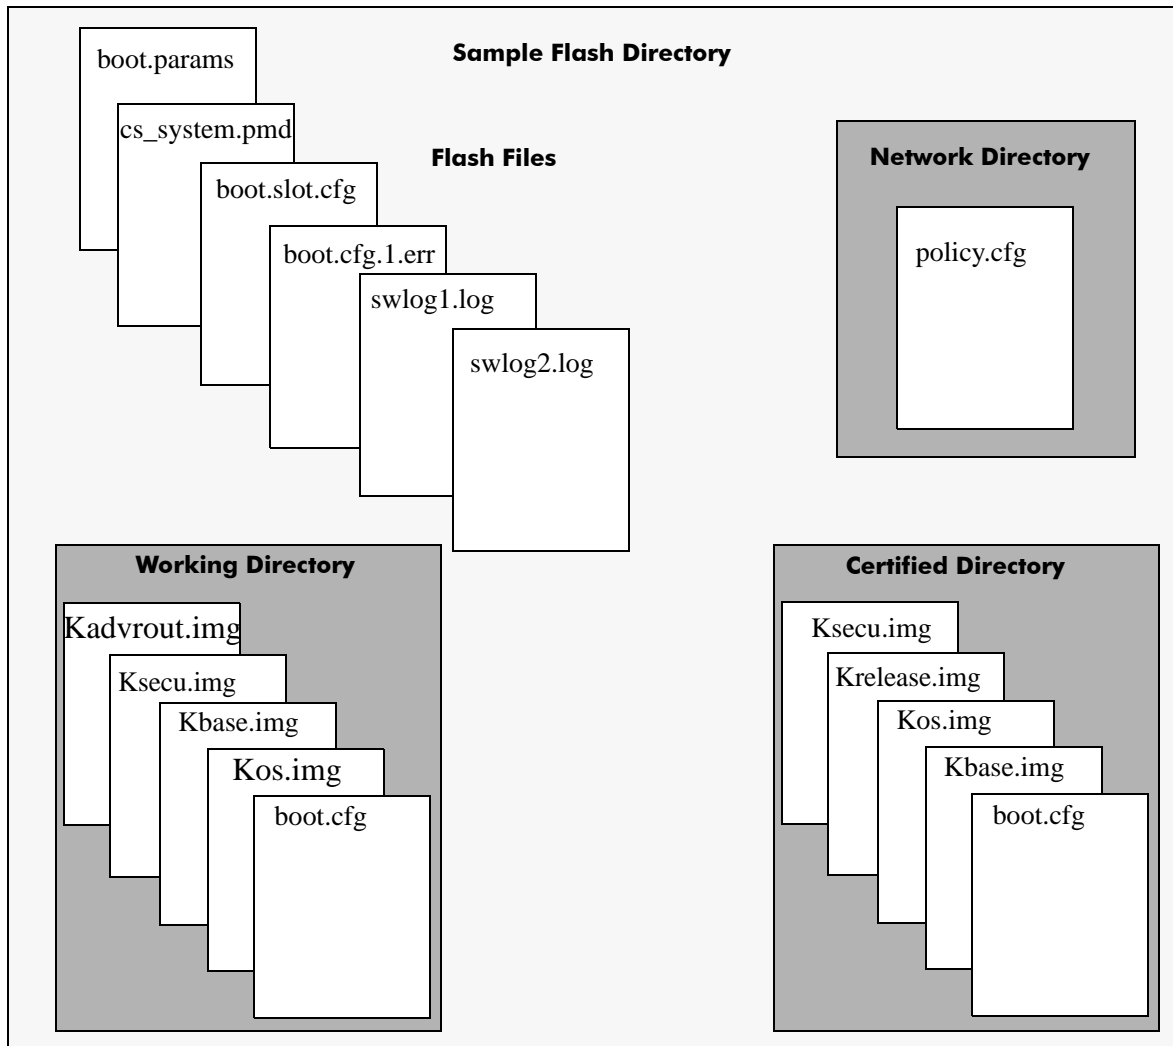 Sample Flash Directory
boot.params
cs_system.pmd
Flash Files
boot.slot.cfg
boot.cfg.1.err
swlog1.log
swlog2.log
Network Directory
policy.cfg
Working Directory
Kadvrout.img
Ksecu.img
Kbase.img
Kos.img
boot.cfg
Certified Directory
Ksecu.img
Krelease.img
Kos.img
Kbase.img
boot.cfg